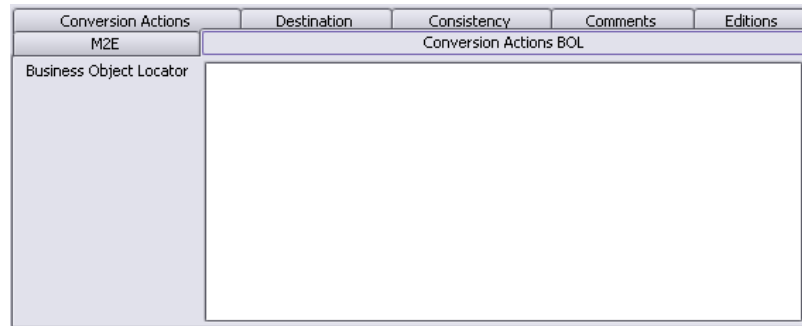 Conversion Actions Destination Consistency Comments Editions
M2E Conversion Actions BOL
Business Object Locator